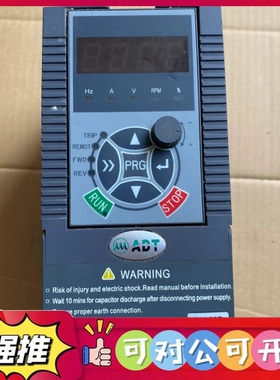 Hz A V RPM %
TRIP
REMOTE
FWD
REV
PRG
RUN
STOP
ADT
WARNING
Risk of injury and electric shock. Read manual before Installation.
Wait 10 mins for capacitor discharge after disconnecting power supply.
proper earth connection.
强推
可对公可开